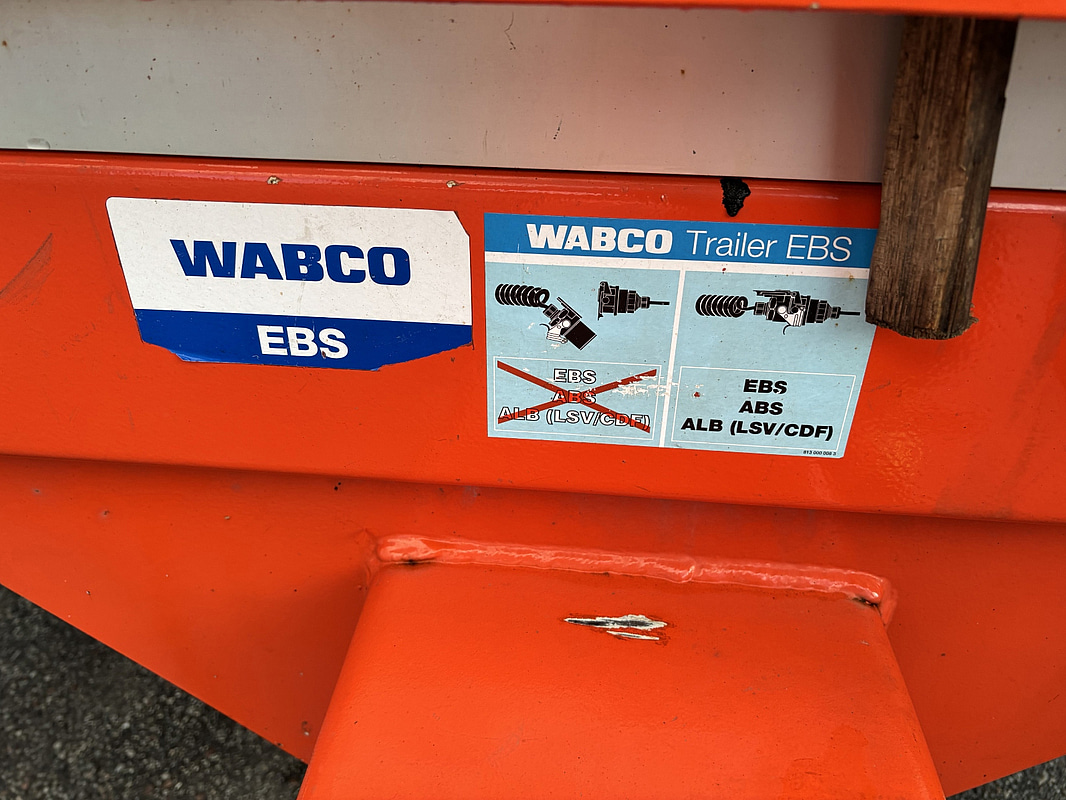 WABCO
EBS
WABCO Trailer EBS
EBS
ABS
ALB (LSV/CDF)
EBS
ABS
ALB (LSV/CDF)